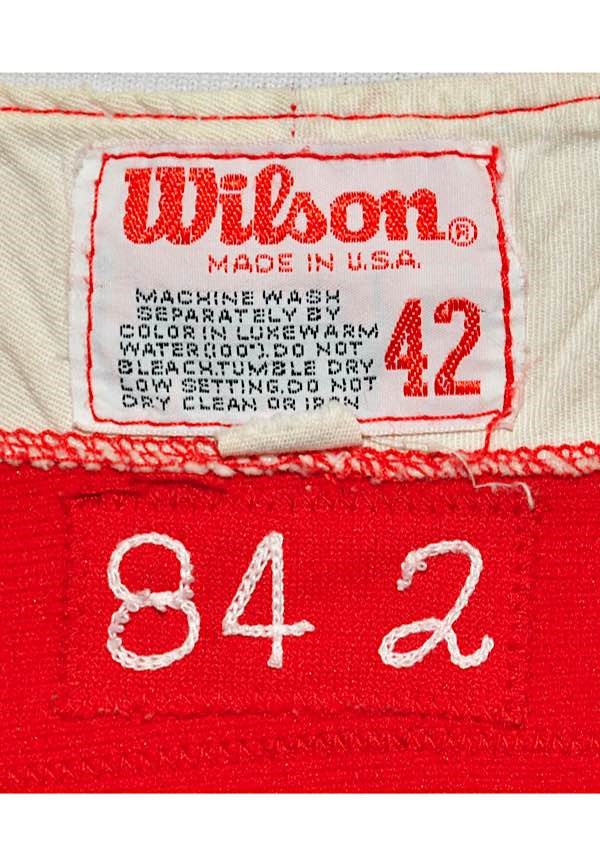 Wilson®
MADE IN U.S.A.
MACHINE WASH
SEPARATELY BY
COLOR IN LUKEWARM
WATER(100°). DO NOT
BLEACH. TUMBLE DRY
LOW SETTING. DO NOT
DRY CLEAN OR IRON
42
84 2